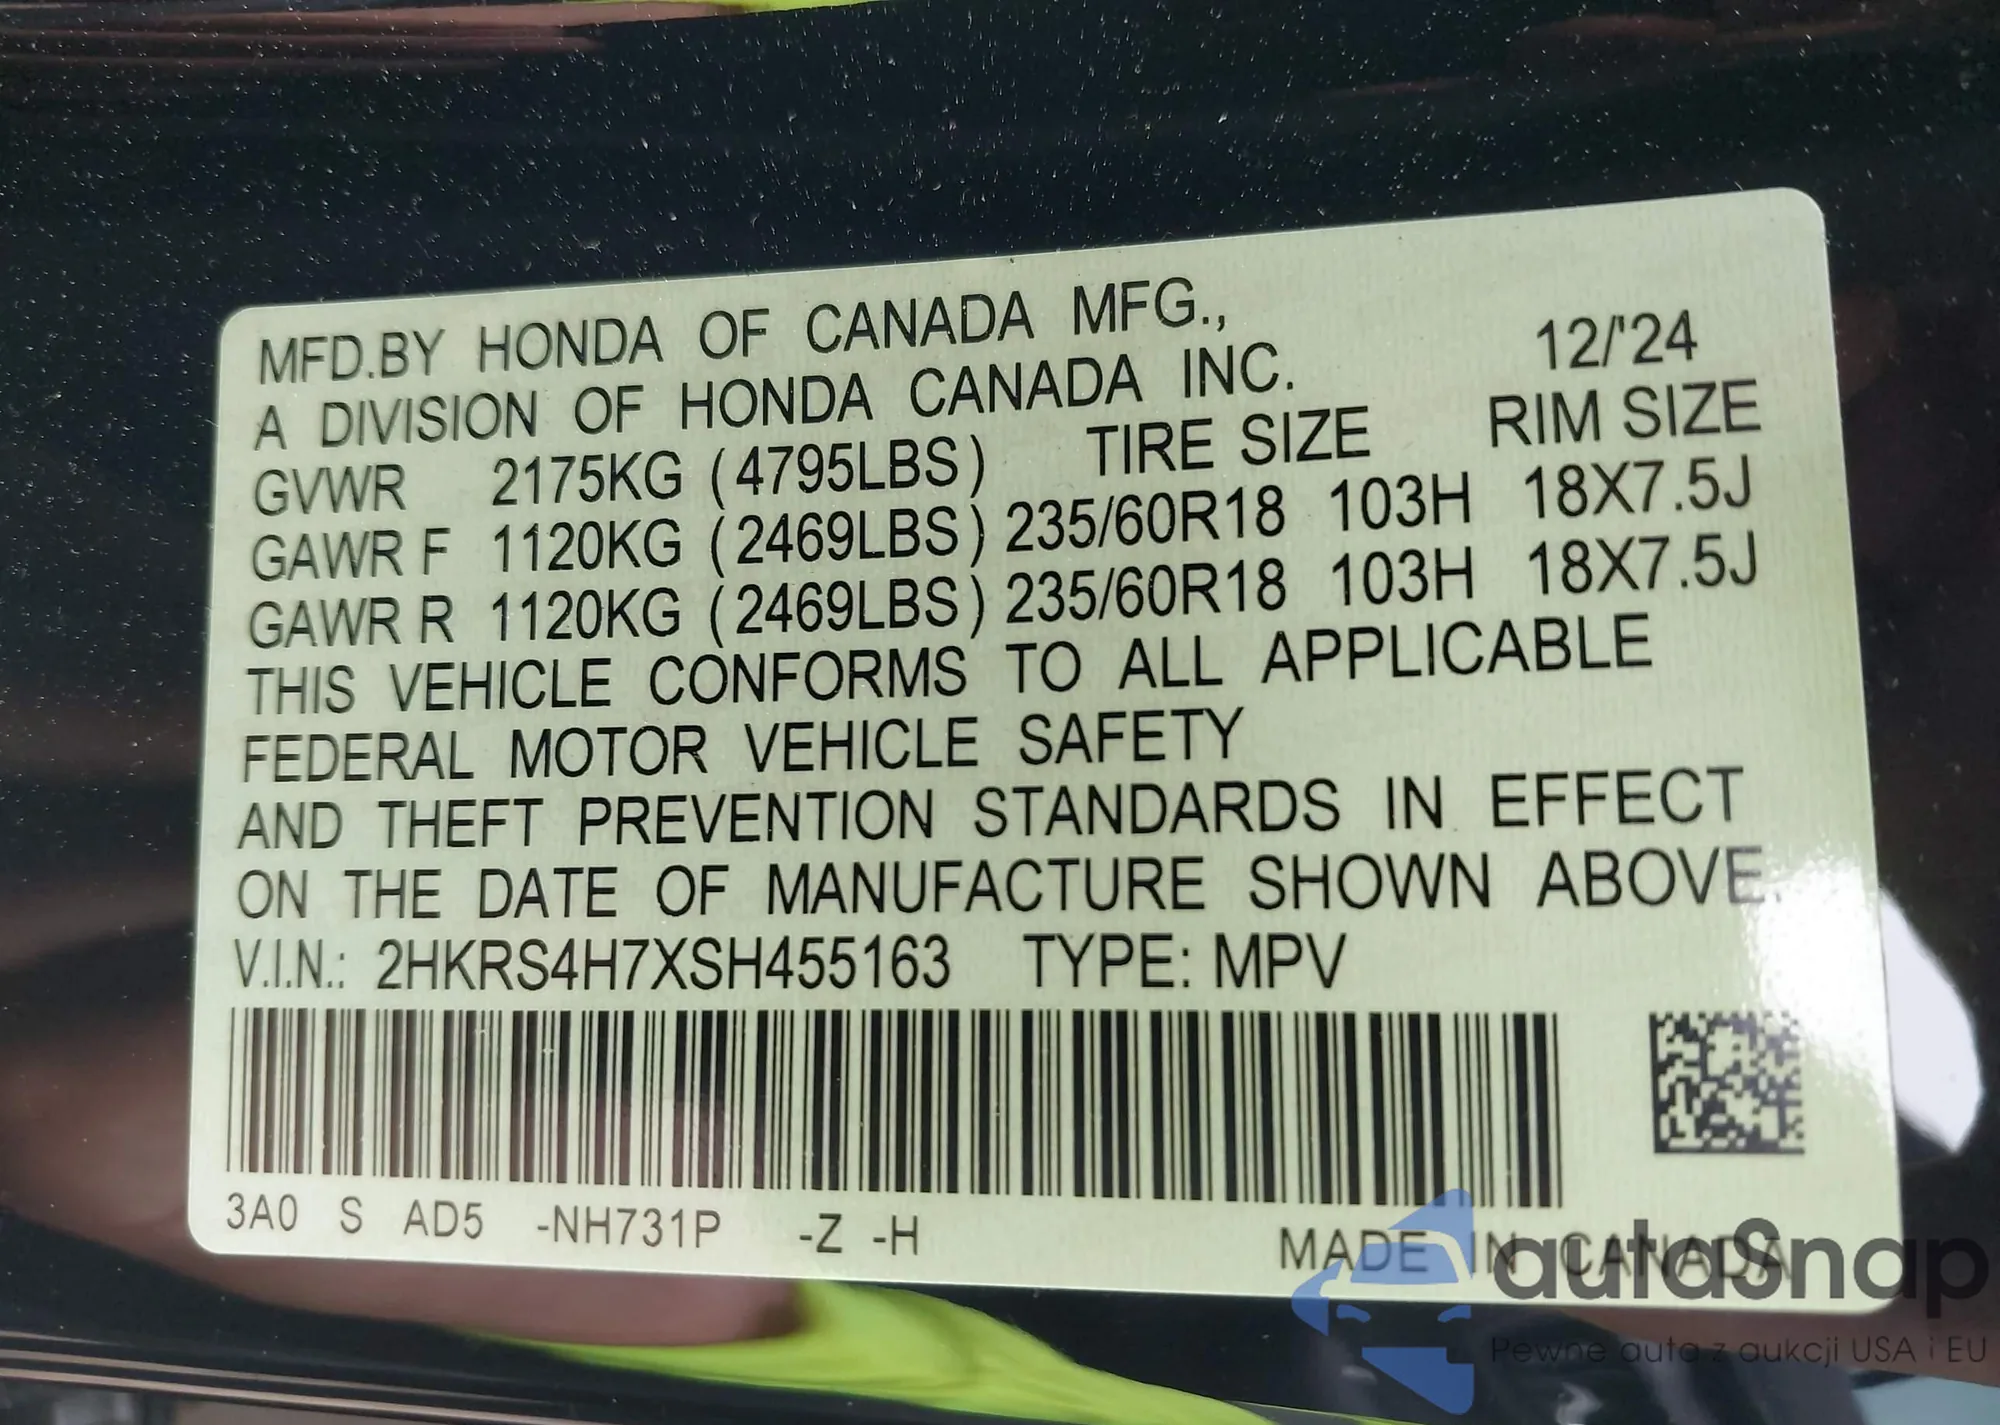 MFD.BY HONDA OF CANADA MFG.,
A DIVISION OF HONDA CANADA INC. 12/'24
GVWR 2175KG (4795LBS) TIRE SIZE RIM SIZE
GAWR F 1120KG (2469LBS) 235/60R18 103H 18X7.5J
GAWR R 1120KG (2469LBS) 235/60R18 103H 18X7.5J
THIS VEHICLE CONFORMS TO ALL APPLICABLE
FEDERAL MOTOR VEHICLE SAFETY
AND THEFT PREVENTION STANDARDS IN EFFECT
ON THE DATE OF MANUFACTURE SHOWN ABOVE.
V.I.N.: 2HKRS4H7XSH455163 TYPE: MPV
3A0 S AD5 -NH731P -Z -H
MADE IN CANADA
autoSnap
Pewne auta z aukcji USA i EU